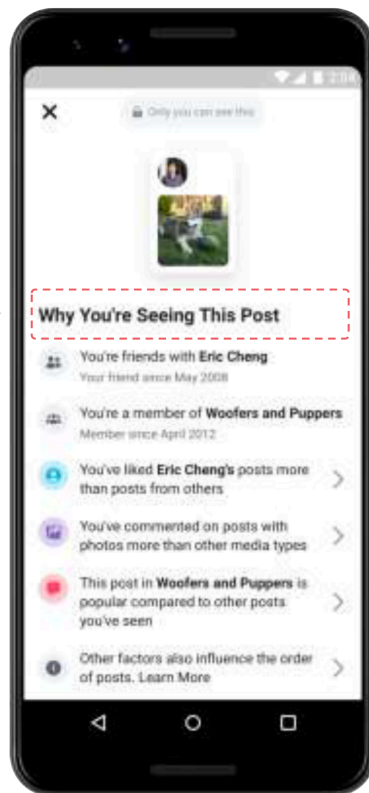 2:04
Only you can see this
Why You're Seeing This Post
You're friends with Eric Cheng
Your friend since May 2008
You're a member of Woofers and Puppers
Member since April 2012
You've liked Eric Cheng's posts more
than posts from others
You've commented on posts with
photos more than other media types
This post in Woofers and Puppers is
popular compared to other posts
you've seen
Other factors also influence the order
of posts. Learn More